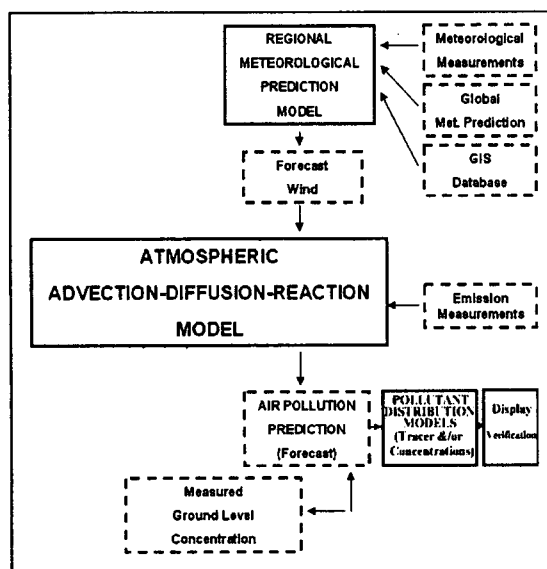 REGIONAL
METEOROLOGICAL
PREDICTION
MODEL
Meteorological
Measurements
Global
Met. Prediction
GIS
Database
Forecast
Wind
ATMOSPHERIC
ADVECTION-DIFFUSION-REACTION
MODEL
Emission
Measurements
AIR POLLUTION
PREDICTION
(Forecast)
POLLUTANT
DISTRIBUTION
MODELS
(Tracer &/or
Concentrations)
Display
Verification
Measured
Ground Level
Concentration